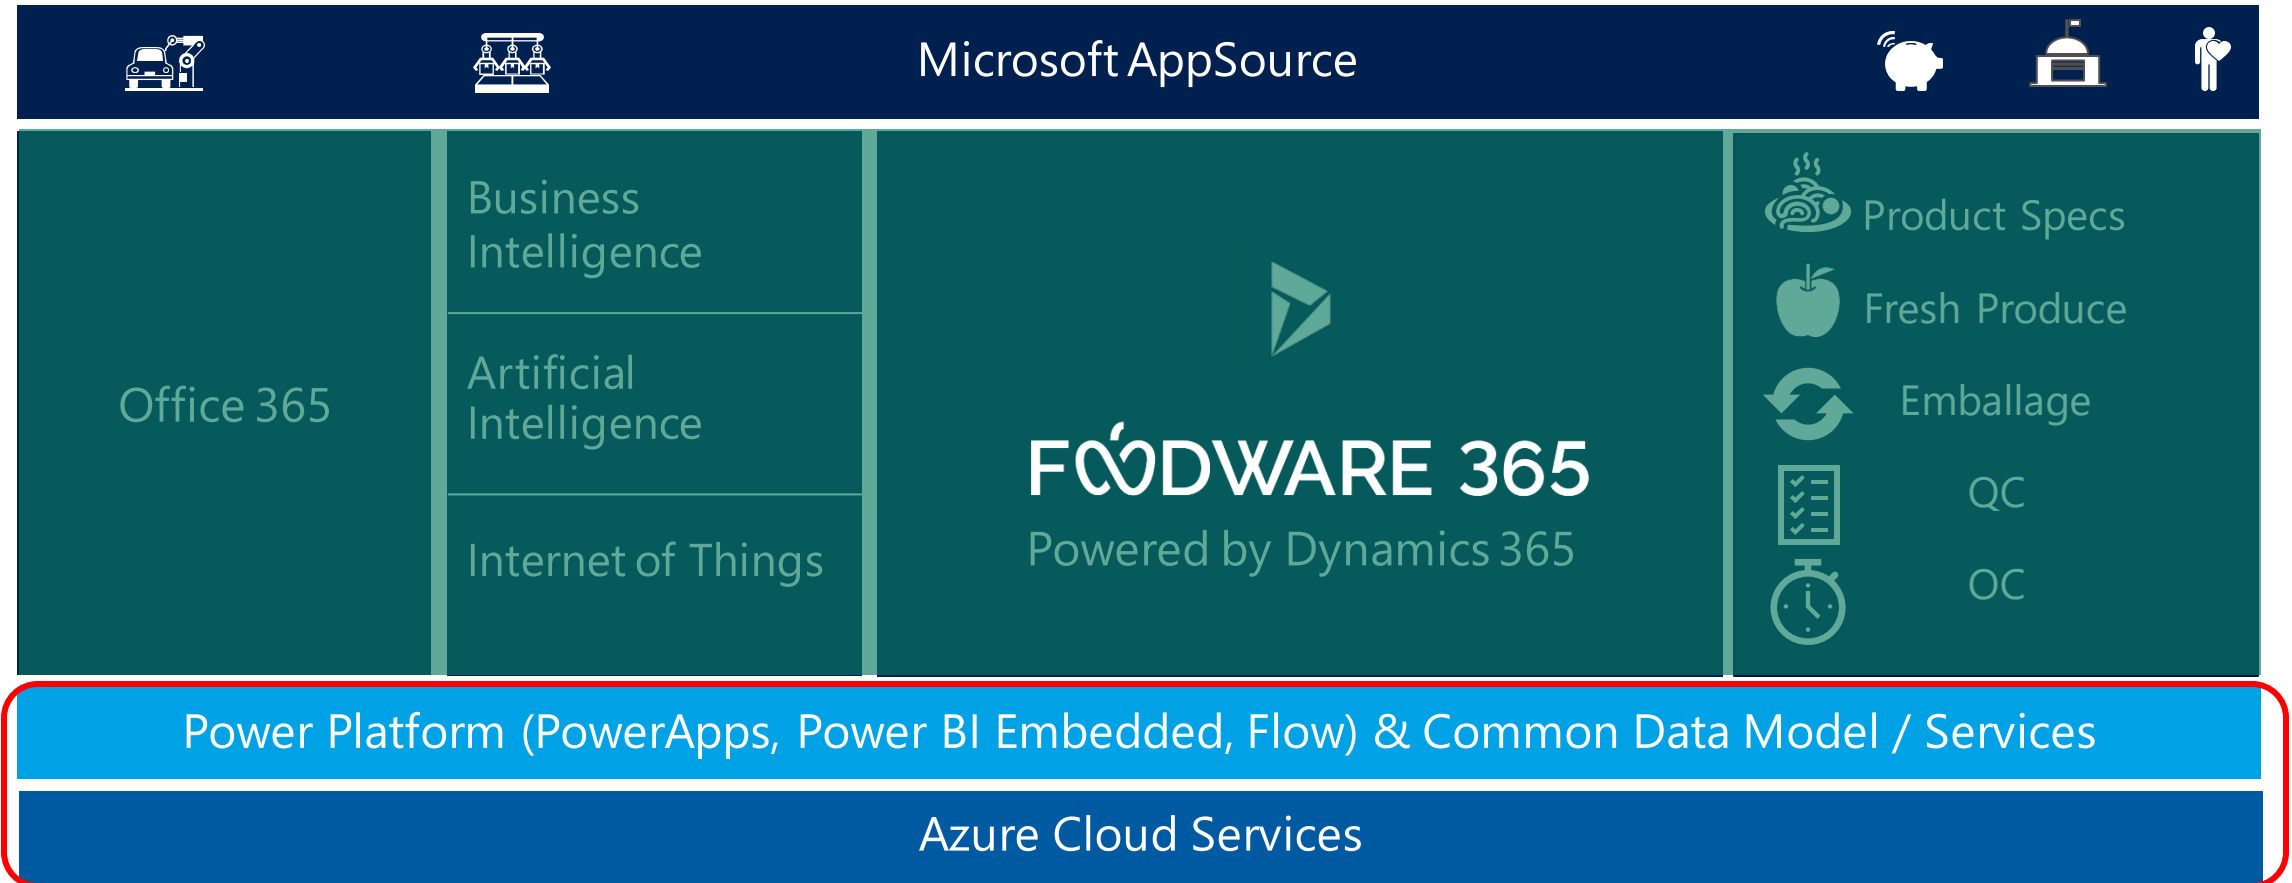 Microsoft AppSource
Office 365
Business
Intelligence
Artificial
Intelligence
Internet of Things
FOODWARE 365
Powered by Dynamics 365
Product Specs
Fresh Produce
Emballage
QC
OC
Power Platform (PowerApps, Power BI Embedded, Flow) & Common Data Model / Services
Azure Cloud Services